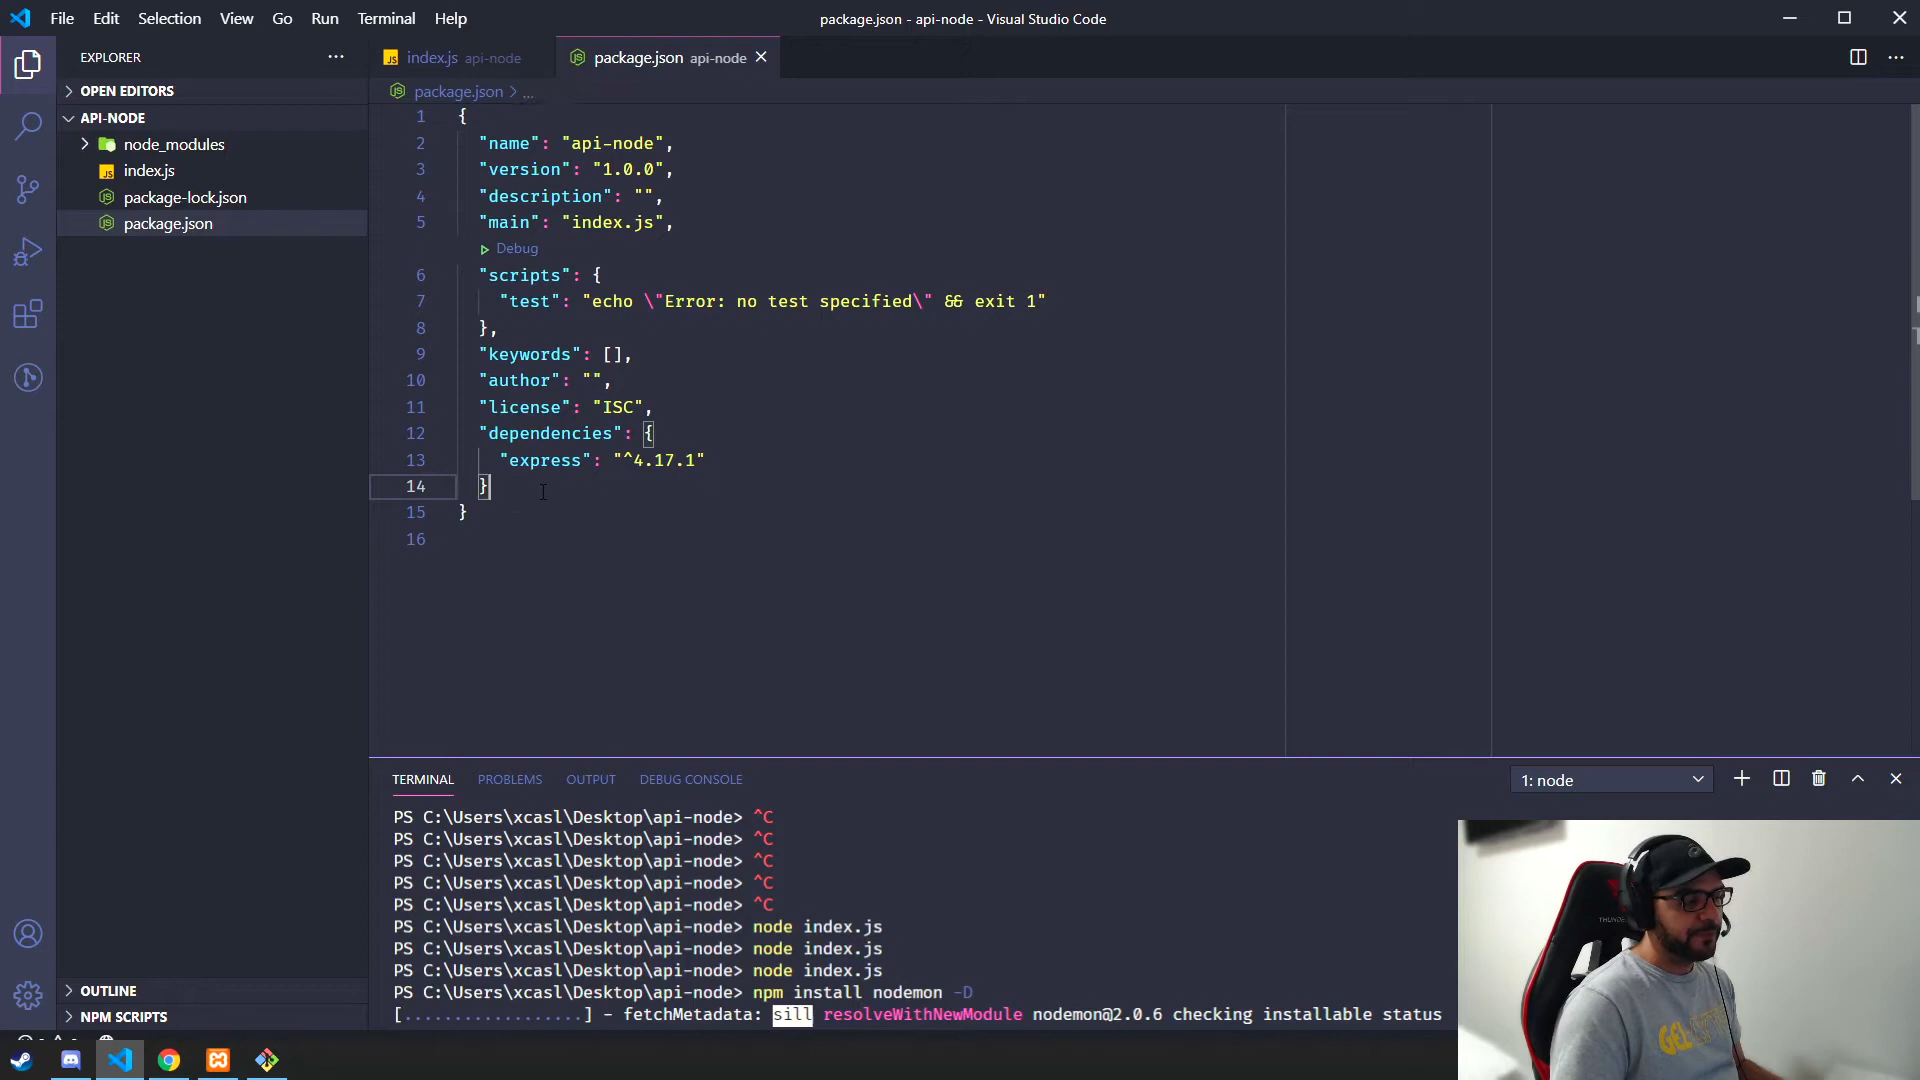 File Edit Selection View Go Run Terminal Help
package.json - api-node - Visual Studio Code
EXPLORER
OPEN EDITORS
API-NODE
node_modules
index.js
package-lock.json
package.json
OUTLINE
NPM SCRIPTS
JS index.js api-node
package.json api-node
package.json > ...
1 {
2 "name": "api-node",
3 "version": "1.0.0",
4 "description": "",
5 "main": "index.js",
Debug
6 "scripts": {
7 "test": "echo \"Error: no test specified\" && exit 1"
8 },
9 "keywords": [],
10 "author": "",
11 "license": "ISC",
12 "dependencies": {
13 "express": "^4.17.1"
14 }
15 }
16
TERMINAL PROBLEMS OUTPUT DEBUG CONSOLE
1: node
PS C:\Users\xcasl\Desktop\api-node> ^C
PS C:\Users\xcasl\Desktop\api-node> ^C
PS C:\Users\xcasl\Desktop\api-node> ^C
PS C:\Users\xcasl\Desktop\api-node> ^C
PS C:\Users\xcasl\Desktop\api-node> ^C
PS C:\Users\xcasl\Desktop\api-node> node index.js
PS C:\Users\xcasl\Desktop\api-node> node index.js
PS C:\Users\xcasl\Desktop\api-node> node index.js
PS C:\Users\xcasl\Desktop\api-node> npm install nodemon -D
[..................] - fetchMetadata: sill resolveWithNewModule nodemon@2.0.6 checking installable status